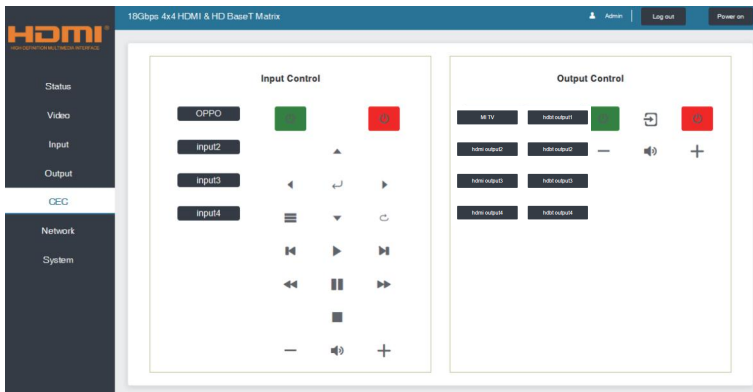 HDMI
HIGH-DEFINITION MULTIMEDIA INTERFACE
18Gbps 4x4 HDMI & HD BaseT Matrix
Admin
Log out
Power on
Status
Video
Input
Output
CEC
Network
System
Input Control
OPPO
input2
input3
input4
Output Control
MI TV
hdbt output1
hdmi output2
hdbt output2
hdmi output3
hdbt output3
hdmi output4
hdbt output4